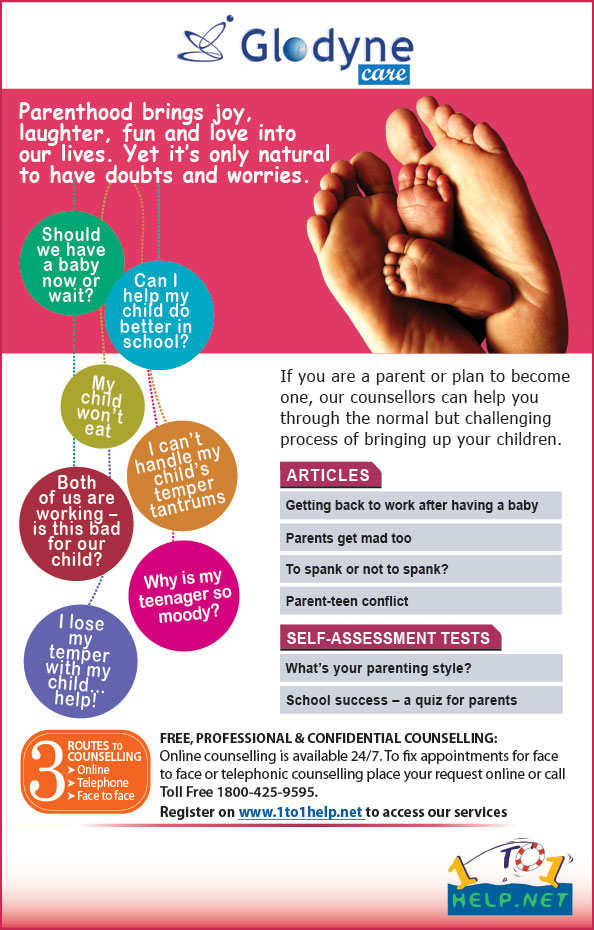 Glodyne
care
Parenthood brings joy,
laughter, fun and love into
our lives. Yet it's only natural
to have doubts and worries.
Should
we have
a baby
now or
wait?
Can I
help my
child do
better in
school?
My
child
won't
eat
I can't
handle my
child's
temper
tantrums
Both
of us are
working –
is this bad
for our
child?
Why is my
teenager so
moody?
I lose
my
temper
with my
child...
help!
If you are a parent or plan to become
one, our counsellors can help you
through the normal but challenging
process of bringing up your children.
ARTICLES
Getting back to work after having a baby
Parents get mad too
To spank or not to spank?
Parent-teen conflict
SELF-ASSESSMENT TESTS
What's your parenting style?
School success – a quiz for parents
3 ROUTES TO
COUNSELLING
➤ Online
➤ Telephone
➤ Face to face
FREE, PROFESSIONAL & CONFIDENTIAL COUNSELLING:
Online counselling is available 24/7. To fix appointments for face
to face or telephonic counselling place your request online or call
Toll Free 1800-425-9595.
Register on www.1to1help.net to access our services
1 TO 1
HELP.NET